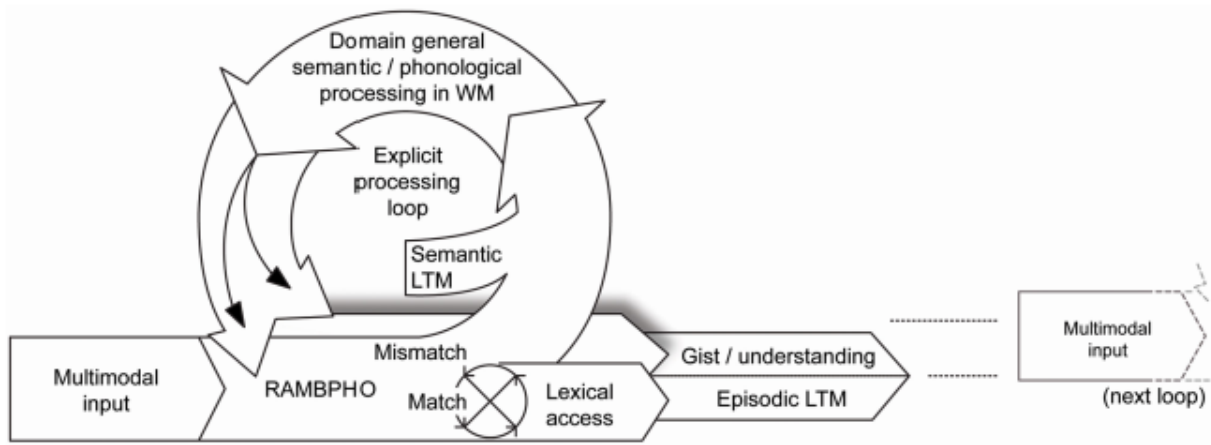 Domain general
semantic / phonological
processing in WM
Explicit
processing
loop
Semantic
LTM
Multimodal
input
RAMBPHO
Mismatch
Match
Lexical
access
Gist / understanding
Episodic LTM
Multimodal
input
(next loop)